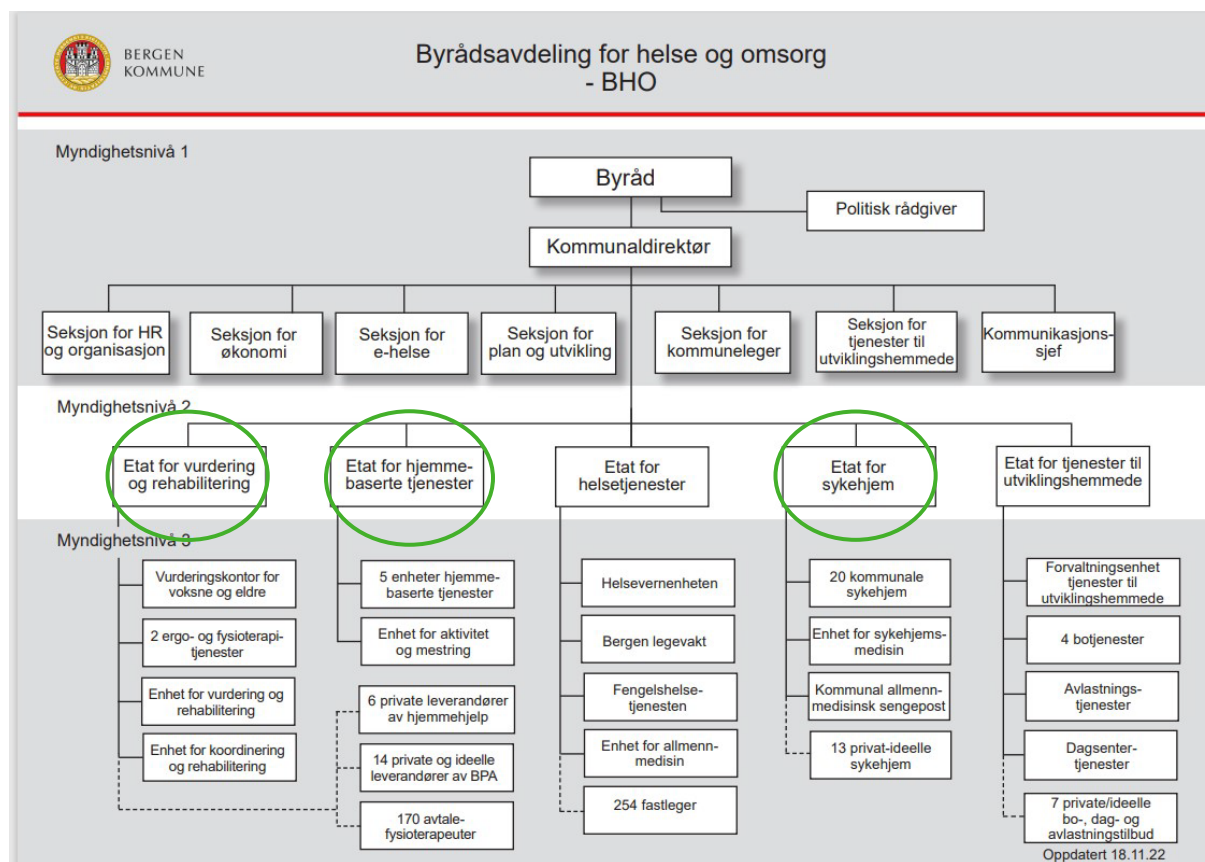 BERGEN
KOMMUNE
Byrådsavdeling for helse og omsorg
- BHO
Myndighetsnivå 1
Byråd
Politisk rådgiver
Kommunaldirektør
Seksjon for HR
og organisasjon
Seksjon for
økonomi
Seksjon for
e-helse
Seksjon for
plan og utvikling
Seksjon for
kommuneleger
Seksjon for
tjenester til
utviklingshemmede
Kommunikasjons-
sjef
Myndighetsnivå 2
Etat for vurdering
og rehabilitering
Etat for hjemme-
baserte tjenester
Etat for
helsetjenester
Etat for
sykehjem
Etat for tjenester til
utviklingshemmede
Myndighetsnivå 3
Vurderingskontor for
voksne og eldre
2 ergo- og fysioterapi-
tjenester
Enhet for vurdering og
rehabilitering
Enhet for koordinering
og rehabilitering
5 enheter hjemme-
baserte tjenester
Enhet for aktivitet
og mestring
6 private leverandører
av hjemmehjelp
14 private og ideelle
leverandører av BPA
170 avtale-
fysioterapeuter
Helsevernenheten
Bergen legevakt
Fengelshelse-
tjenesten
Enhet for allmenn-
medisin
254 fastleger
20 kommunale
sykehjem
Enhet for sykehjems-
medisin
Kommunal allmenn-
medisinsk sengepost
13 privat-ideelle
sykehjem
Forvaltningsenhet
tjenester til
utviklingshemmede
4 botjenester
Avlastnings-
tjenester
Dagsenter-
tjenester
7 private/ideelle
bo-, dag- og
avlastningstilbud
Oppdatert 18.11.22